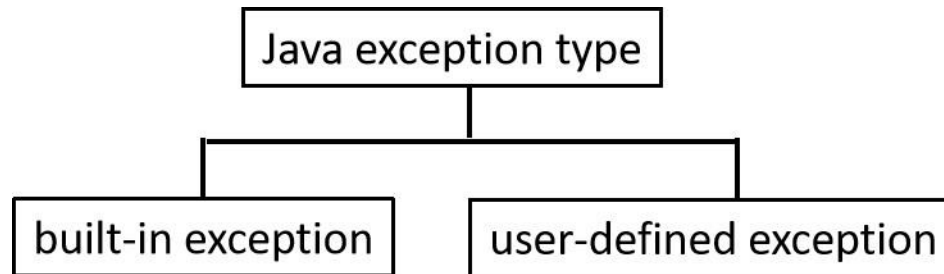 Java exception type
built-in exception
user-defined exception